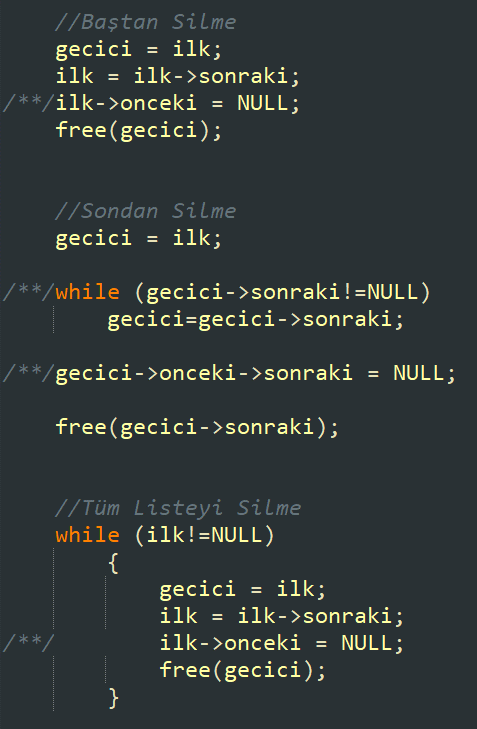 //Baştan Silme
gecici = ilk;
ilk = ilk->sonraki;
/**/ilk->onceki = NULL;
free(gecici);
//Sondan Silme
gecici = ilk;
/**/while (gecici->sonraki!=NULL)
gecici=gecici->sonraki;
/**/gecici->onceki->sonraki = NULL;
free(gecici->sonraki);
//Tüm Listeyi Silme
while (ilk!=NULL)
{
gecici = ilk;
ilk = ilk->sonraki;
/**/ ilk->onceki = NULL;
free(gecici);
}